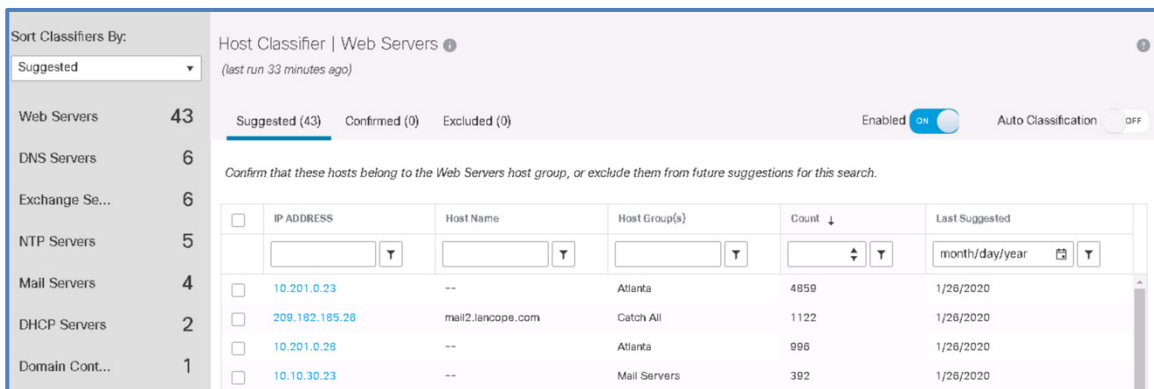 Sort Classifiers By:
Suggested
Web Servers 43
DNS Servers 6
Exchange Se... 6
NTP Servers 5
Mail Servers 4
DHCP Servers 2
Domain Cont... 1
Host Classifier | Web Servers
(last run 33 minutes ago)
Suggested (43) Confirmed (0) Excluded (0) Enabled ON Auto Classification OFF
Confirm that these hosts belong to the Web Servers host group, or exclude them from future suggestions for this search.
IP ADDRESS Host Name Host Group(s) Count ↓ Last Suggested
month/day/year
10.201.0.23 -- Atlanta 4859 1/26/2020
209.182.185.26 mail2.lancope.com Catch All 1122 1/26/2020
10.201.0.28 -- Atlanta 996 1/26/2020
10.10.30.23 -- Mail Servers 392 1/26/2020